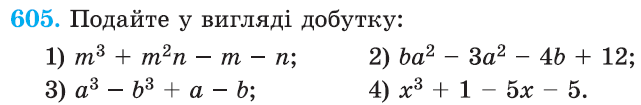 605. Подайте у вигляді добутку:
1) m³ + m²n − m − n; 2) ba² − 3a² − 4b + 12;
3) a³ − b³ + a − b; 4) x³ + 1 − 5x − 5.